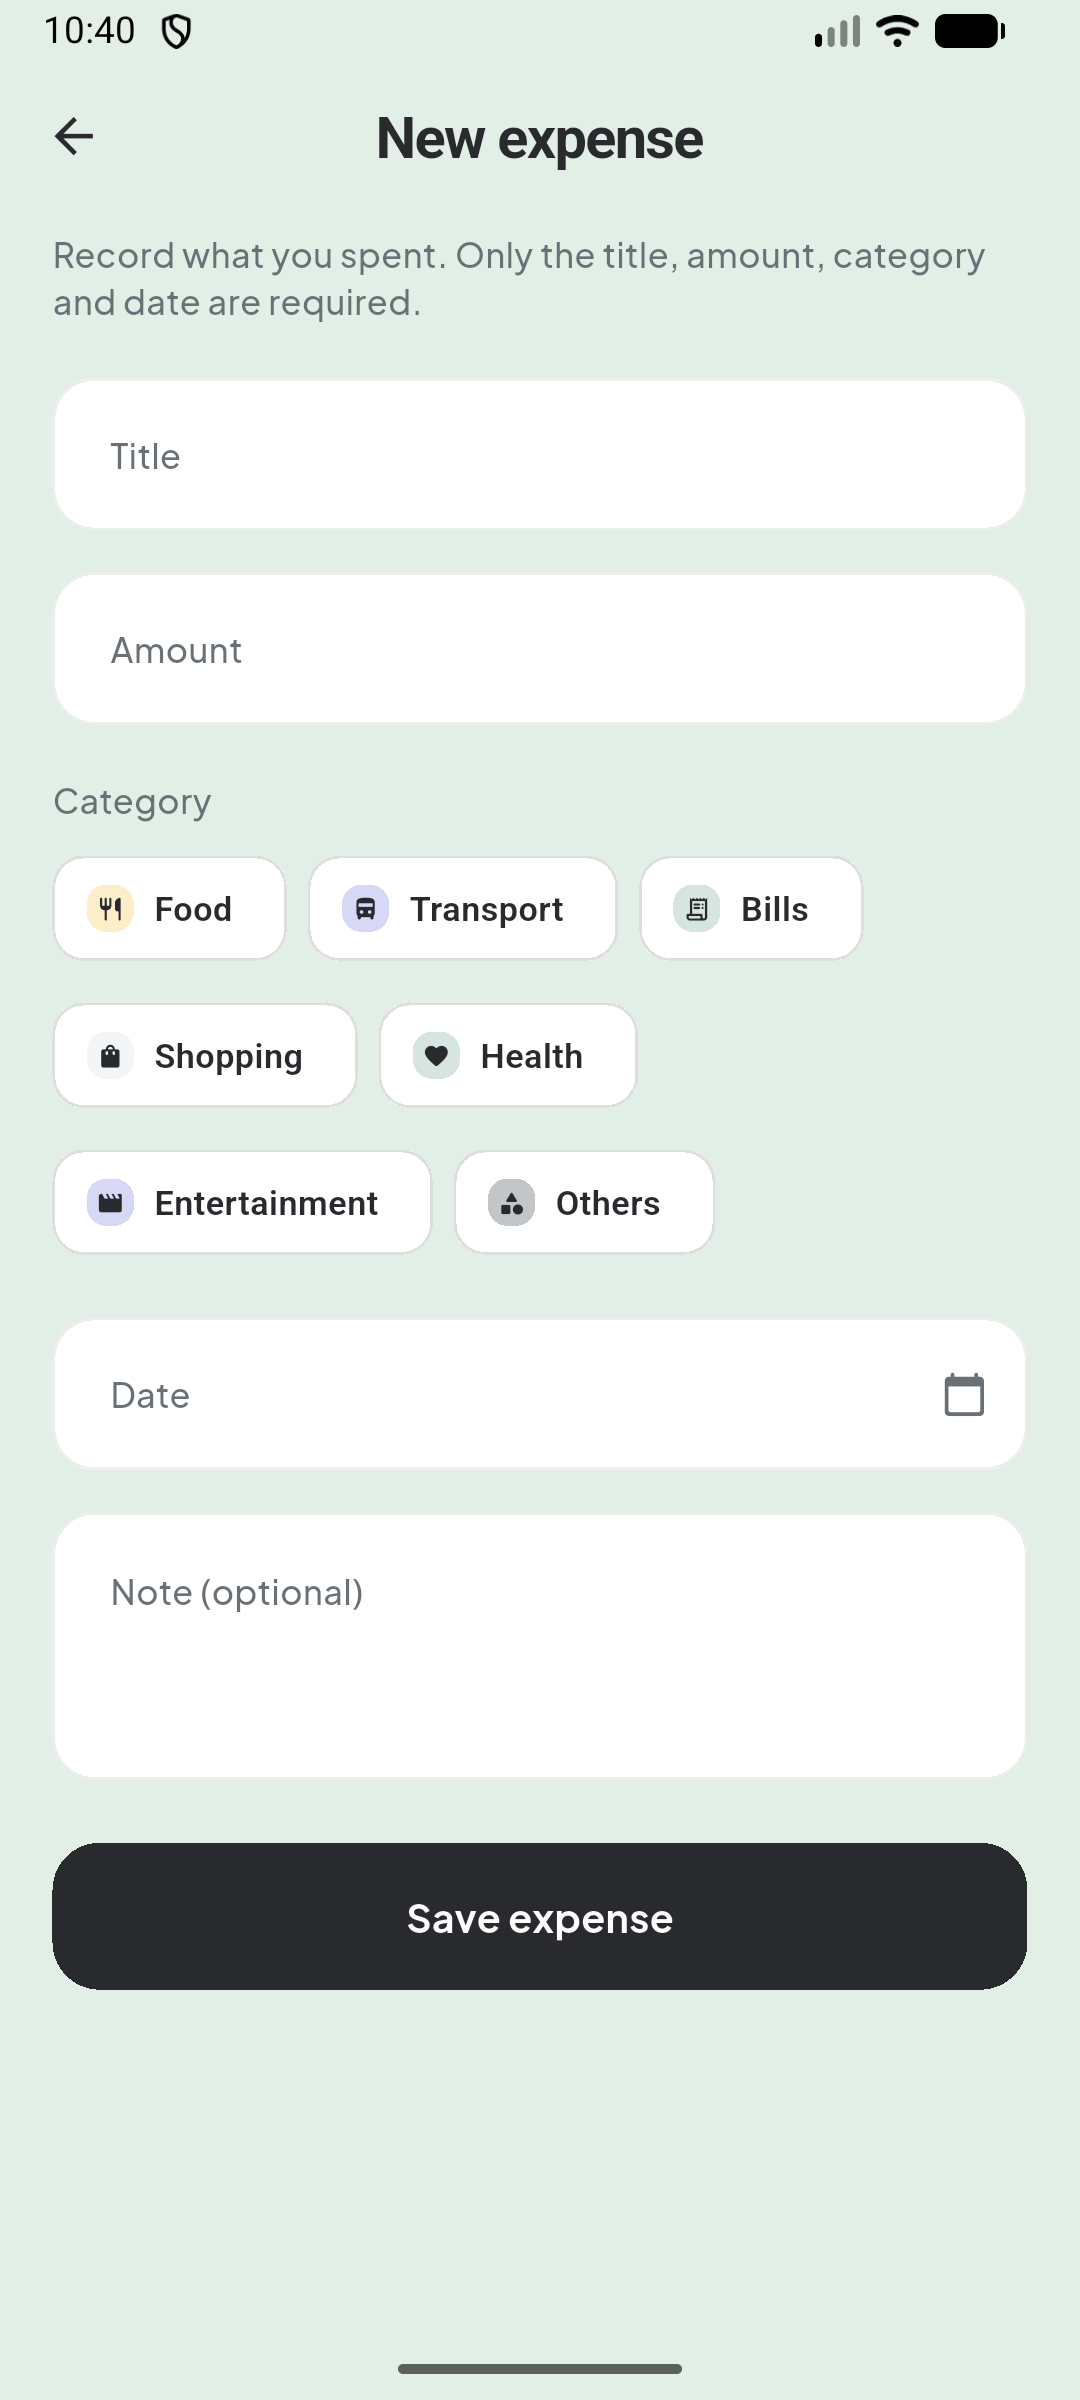 10:40
New expense
Record what you spent. Only the title, amount, category
and date are required.
Title
Amount
Category
Food Transport Bills
Shopping Health
Entertainment Others
Date
Note (optional)
Save expense